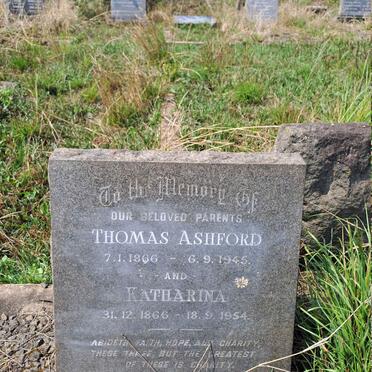 To the Memory Of
OUR BELOVED PARENTS
THOMAS ASHFORD
7.1.1866 - 6.9.1945.
AND
KATHARINA
31.12.1866 - 18.9.1954.
ABIDETH FAITH, HOPE, AND CHARITY,
THESE THREE, BUT THE GREATEST
OF THESE IS CHARITY.